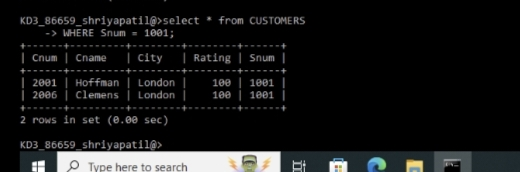 KD3_86659_shriyapatil@>select * from CUSTOMERS
    -> WHERE Snum = 1001;
+------+---------+--------+--------+------+
| Cnum | Cname   | City   | Rating | Snum |
+------+---------+--------+--------+------+
| 2001 | Hoffman | London |    100 | 1001 |
| 2006 | Clemens | London |    100 | 1001 |
+------+---------+--------+--------+------+
2 rows in set (0.00 sec)
KD3_86659_shriyapatil@>
Type here to search